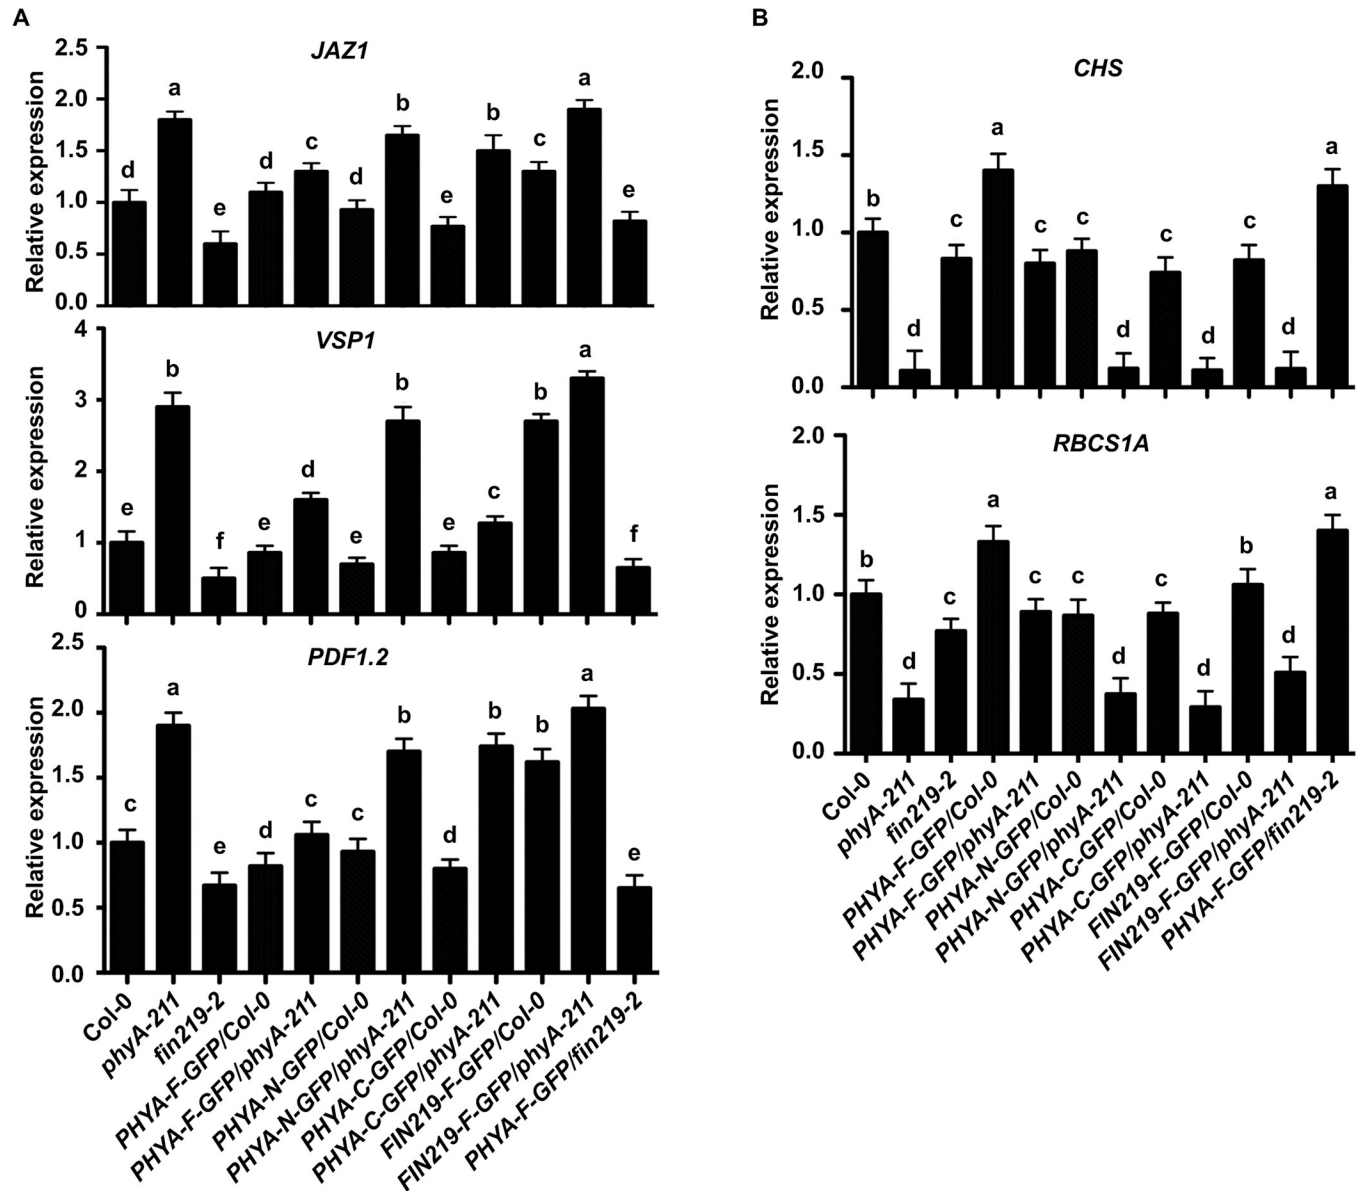 A
JAZ1
Relative expression
2.5
2.0
1.5
1.0
0.5
0.0
d
a
e
d
c
d
b
e
b
c
a
e
VSP1
Relative expression
4
3
2
1
0
e
b
f
e
d
e
b
e
c
b
a
f
PDF1.2
Relative expression
2.5
2.0
1.5
1.0
0.5
0.0
c
a
e
d
c
c
b
d
b
b
a
e
Col-0
phyA-211
fin219-2
PHYA-F-GFP/Col-0
PHYA-F-GFP/phyA-211
PHYA-N-GFP/Col-0
PHYA-N-GFP/phyA-211
PHYA-C-GFP/Col-0
PHYA-C-GFP/phyA-211
FIN219-F-GFP/Col-0
FIN219-F-GFP/phyA-211
PHYA-F-GFP/fin219-2
B
CHS
Relative expression
2.0
1.5
1.0
0.5
0.0
b
d
c
a
c
c
d
c
d
c
d
a
RBCS1A
Relative expression
2.0
1.5
1.0
0.5
0.0
b
d
c
a
c
c
d
c
d
b
d
a
Col-0
phyA-211
fin219-2
PHYA-F-GFP/Col-0
PHYA-F-GFP/phyA-211
PHYA-N-GFP/Col-0
PHYA-N-GFP/phyA-211
PHYA-C-GFP/Col-0
PHYA-C-GFP/phyA-211
FIN219-F-GFP/Col-0
FIN219-F-GFP/phyA-211
PHYA-F-GFP/fin219-2